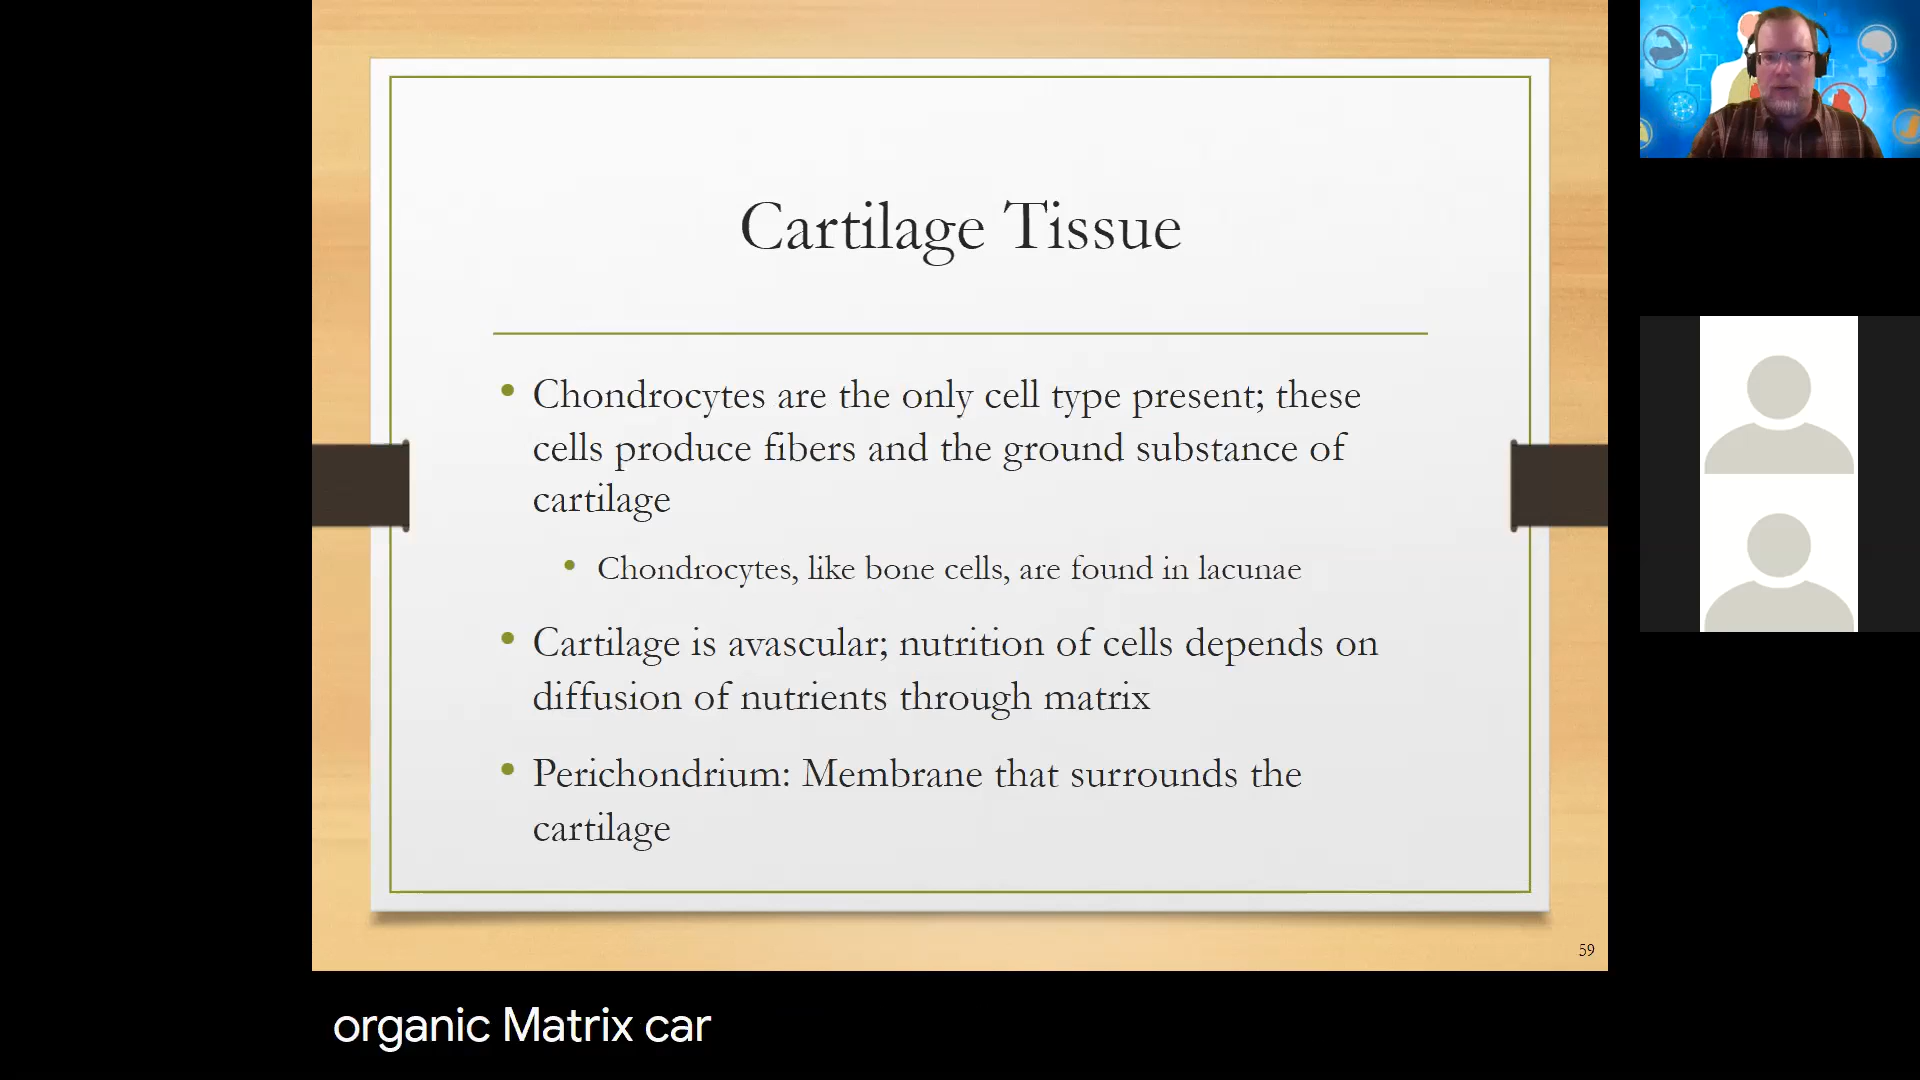 Cartilage Tissue
• Chondrocytes are the only cell type present; these
cells produce fibers and the ground substance of
cartilage
• Chondrocytes, like bone cells, are found in lacunae
• Cartilage is avascular; nutrition of cells depends on
diffusion of nutrients through matrix
• Perichondrium: Membrane that surrounds the
cartilage
59
organic Matrix car